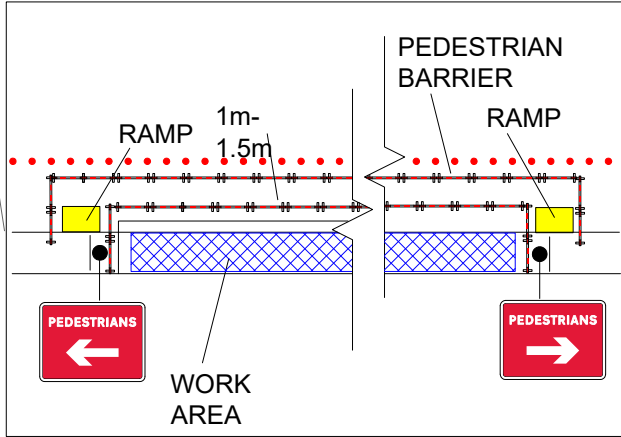 PEDESTRIAN
BARRIER
1m-
1.5m
RAMP
RAMP
PEDESTRIANS
PEDESTRIANS
WORK
AREA